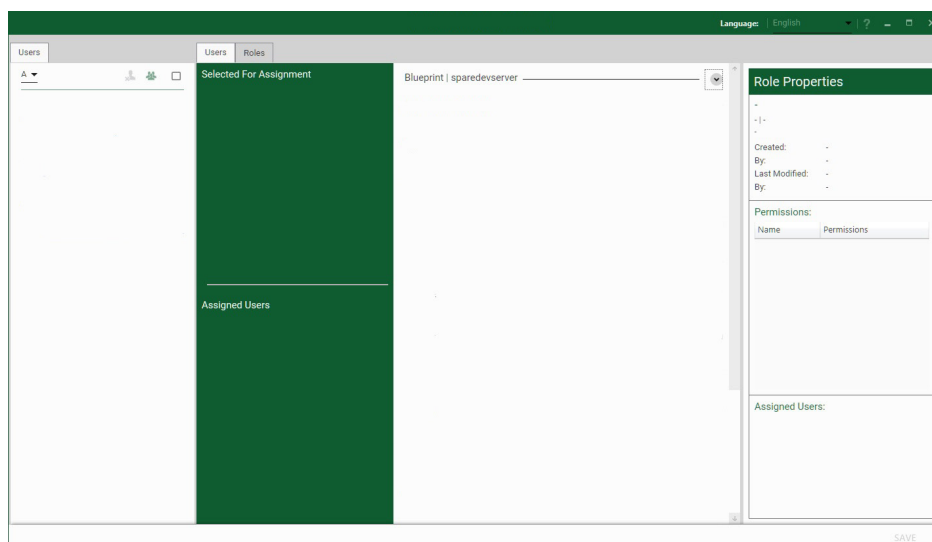 Language: English ?
Users
A
Users Roles
Selected For Assignment
Assigned Users
Blueprint | sparedevserver
Role Properties
-
- | -
-
Created: -
By: -
Last Modified: -
By: -
Permissions:
Name Permissions
Assigned Users:
SAVE